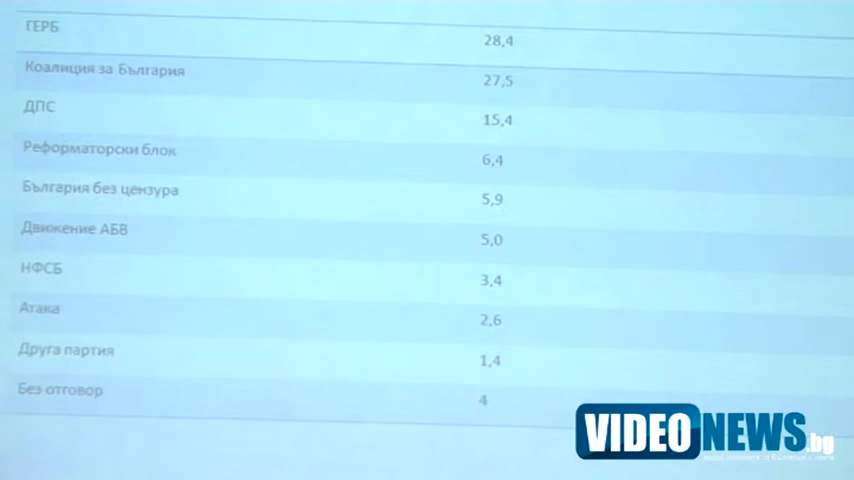 ГЕРБ 28,4
Коалиция за България 27,5
ДПС 15,4
Реформаторски блок 6,4
България без цензура 5,9
Движение АБВ 5,0
НФСБ 3,4
Атака 2,6
Друга партия 1,4
Без отговор 4
VIDEONEWS.bg